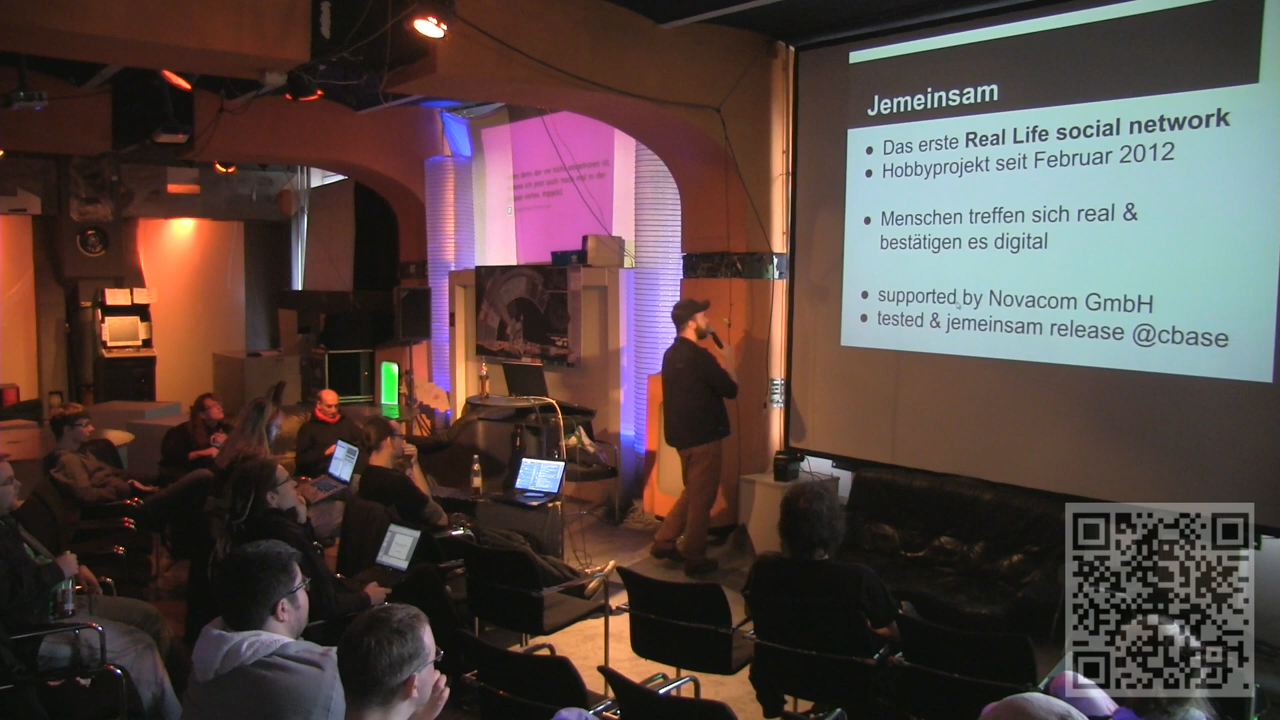 Jemeinsam
Das erste Real Life social network
Hobbyprojekt seit Februar 2012
Menschen treffen sich real &
bestätigen es digital
supported by Novacom GmbH
tested & jemeinsam release @cbase